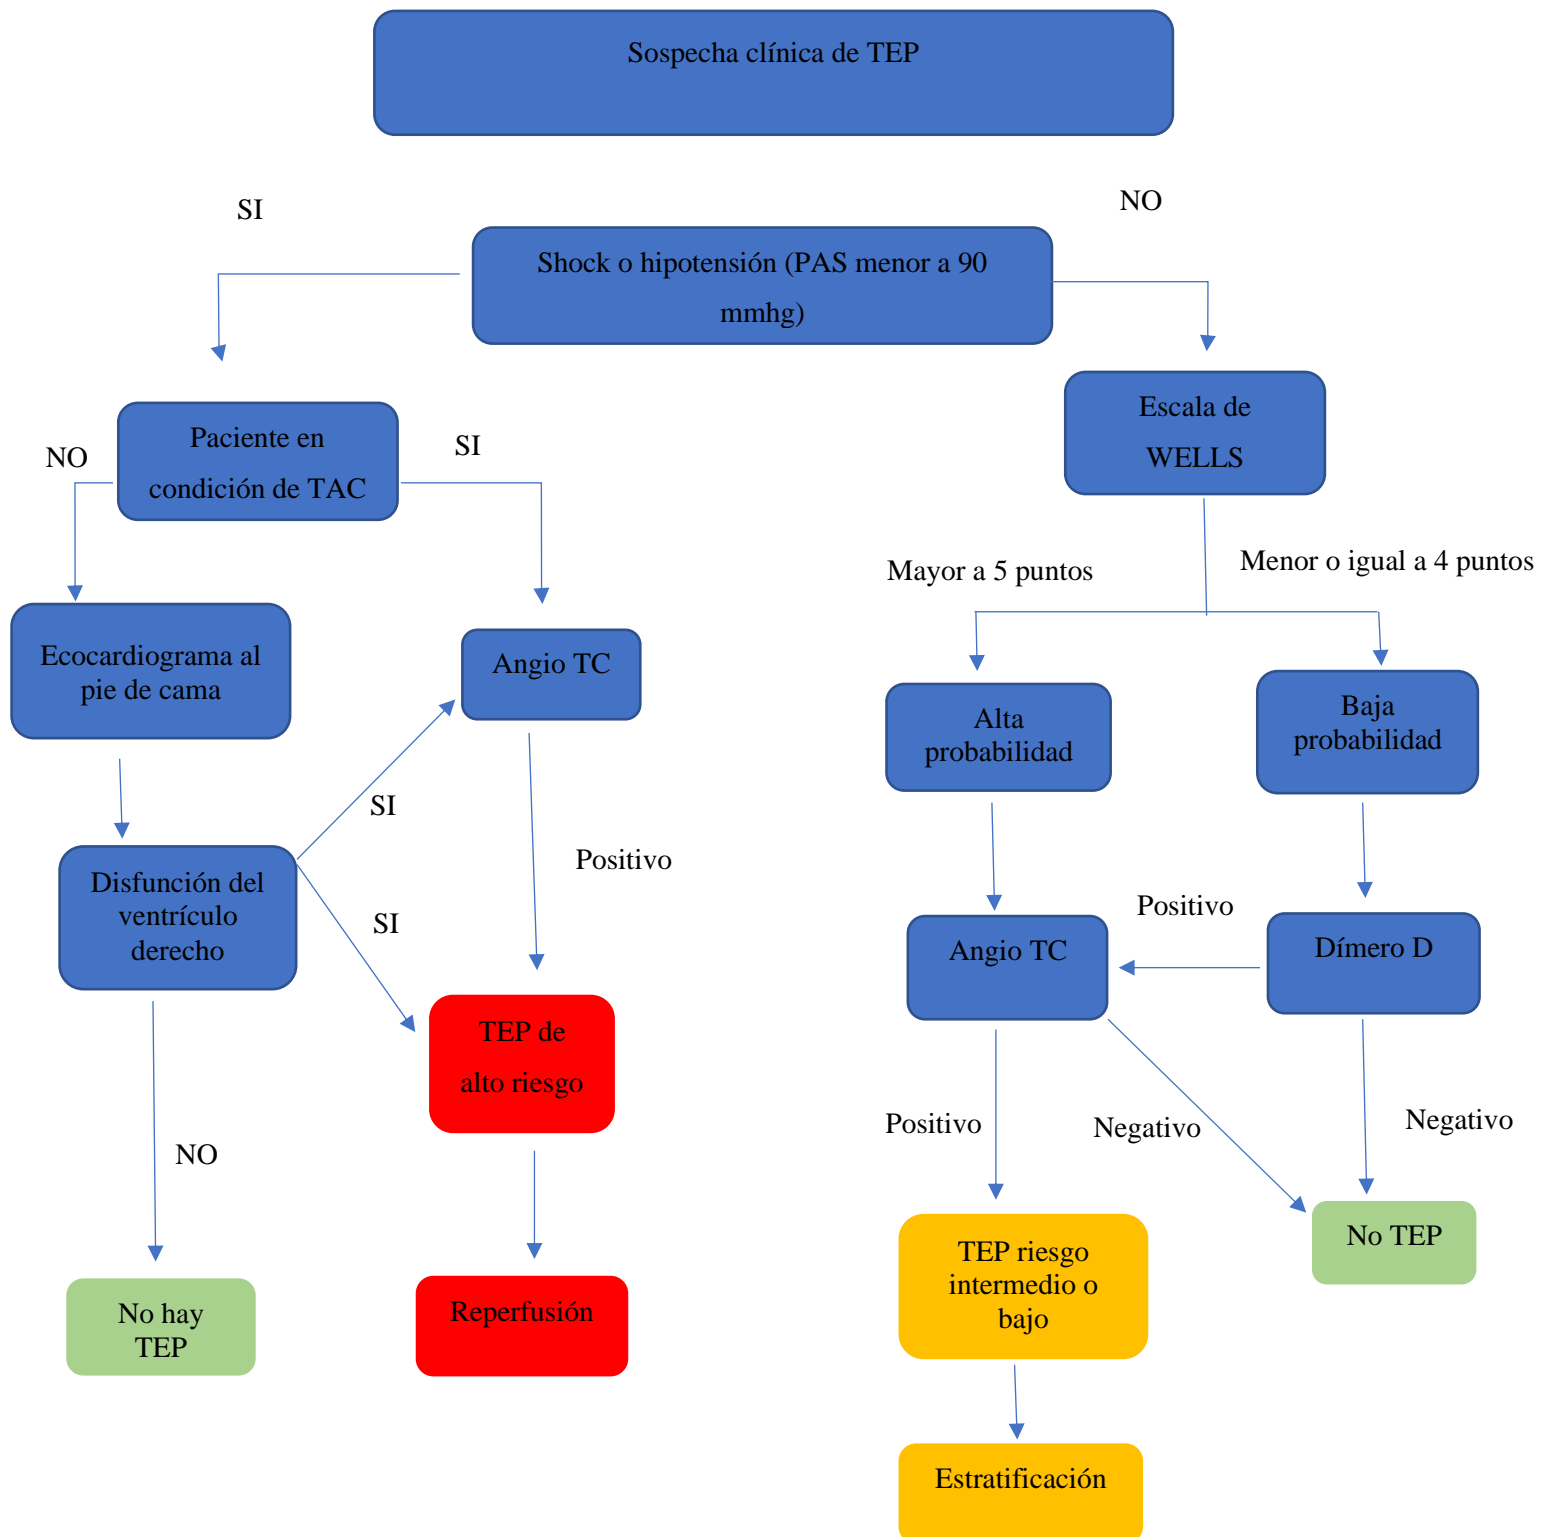 Sospecha clínica de TEP
SI
NO
Shock o hipotensión (PAS menor a 90
mmhg)
Paciente en
condición de TAC
NO
SI
Escala de
WELLS
Mayor a 5 puntos
Menor o igual a 4 puntos
Ecocardiograma al
pie de cama
Angio TC
Alta
probabilidad
Baja
probabilidad
SI
Positivo
Disfunción del
ventrículo
derecho
SI
Positivo
Angio TC
Dímero D
TEP de
alto riesgo
NO
Positivo
Negativo
Negativo
No hay
TEP
Reperfusión
TEP riesgo
intermedio o
bajo
No TEP
Estratificación